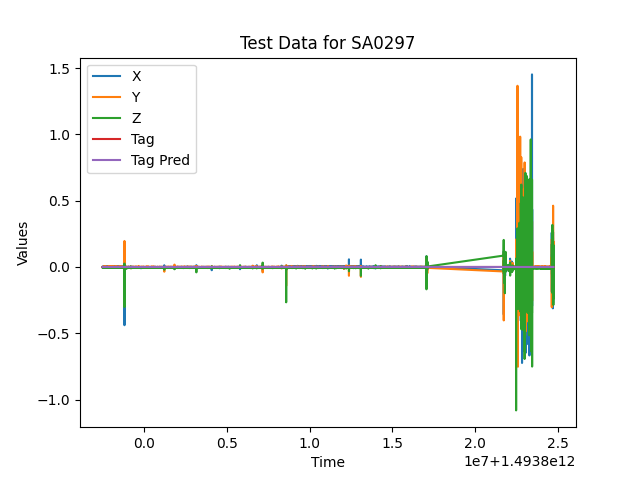 Test Data for SA0297
X
Y
Z
Tag
Tag Pred
1.5
1.0
0.5
0.0
−0.5
−1.0
Values
0.0 0.5 1.0 1.5 2.0 2.5
Time
1e7+1.4938e12